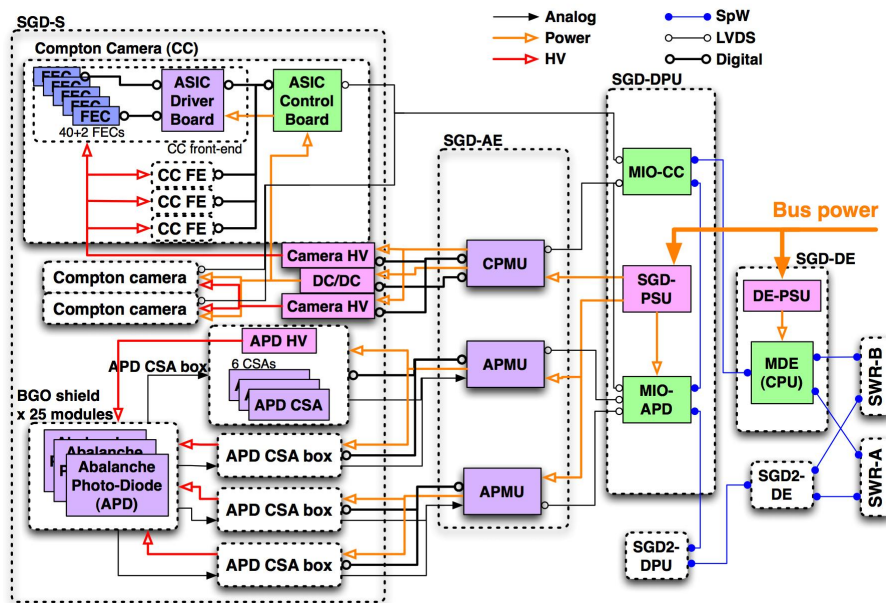 SGD-S
Analog
Power
HV
SpW
LVDS
Digital
Compton Camera (CC)
FEC
FEC
40+2 FECs
ASIC
Driver
Board
ASIC
Control
Board
CC front-end
CC FE
CC FE
CC FE
SGD-AE
SGD-DPU
MIO-CC
Bus power
Camera HV
DC/DC
Camera HV
Compton camera
Compton camera
CPMU
SGD-
PSU
SGD-DE
DE-PSU
MDE
(CPU)
SWR-B
SWR-A
APD HV
APD CSA box
6 CSAs
APD CSA
APMU
MIO-
APD
BGO shield
x 25 modules
Abalanche
Abalanche
Abalanche
Photo-Diode
(APD)
APD CSA box
APD CSA box
APD CSA box
APMU
SGD2-
DE
SGD2-
DPU